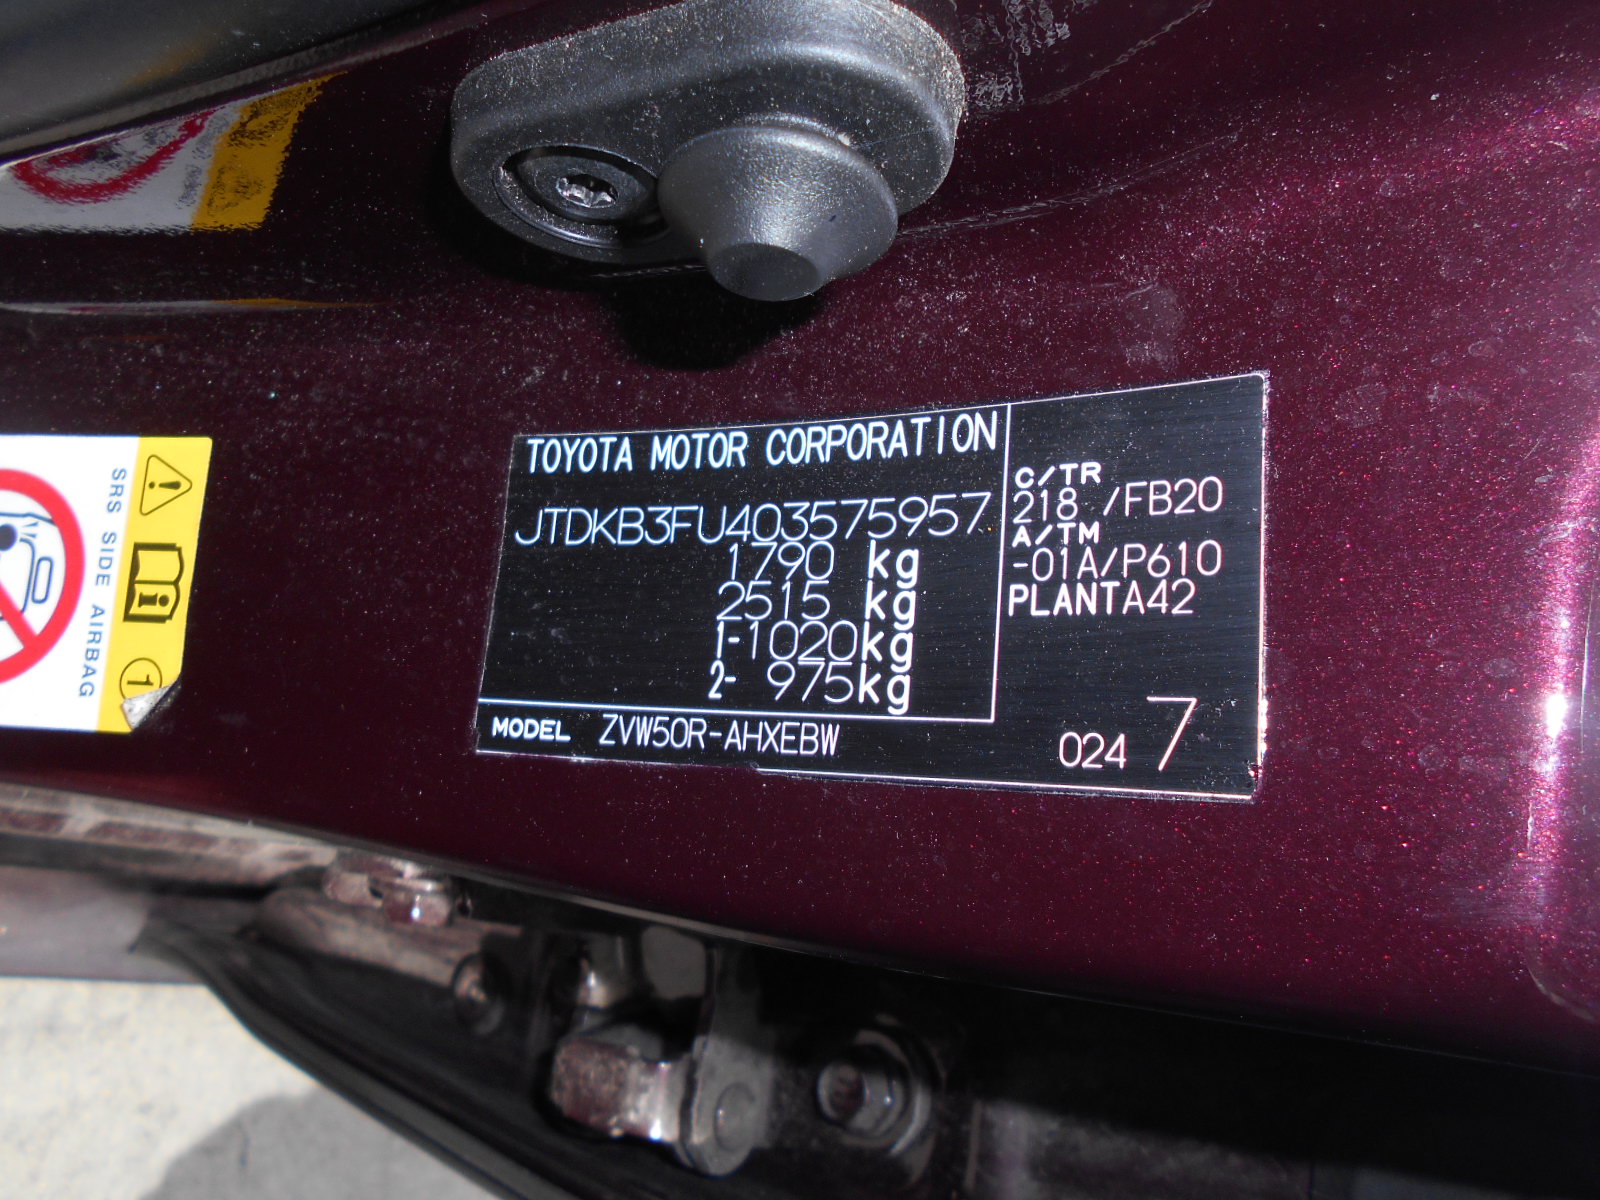 TOYOTA MOTOR CORPORATION
JTDKB3FU403575957
1790 kg
2515 kg
1-1020kg
2- 975kg
MODEL ZVW50R-AHXEBW
C/TR
218 /FB20
A/TM
-01A/P610
PLANTA42
024 7
SRS SIDE AIRBAG
1